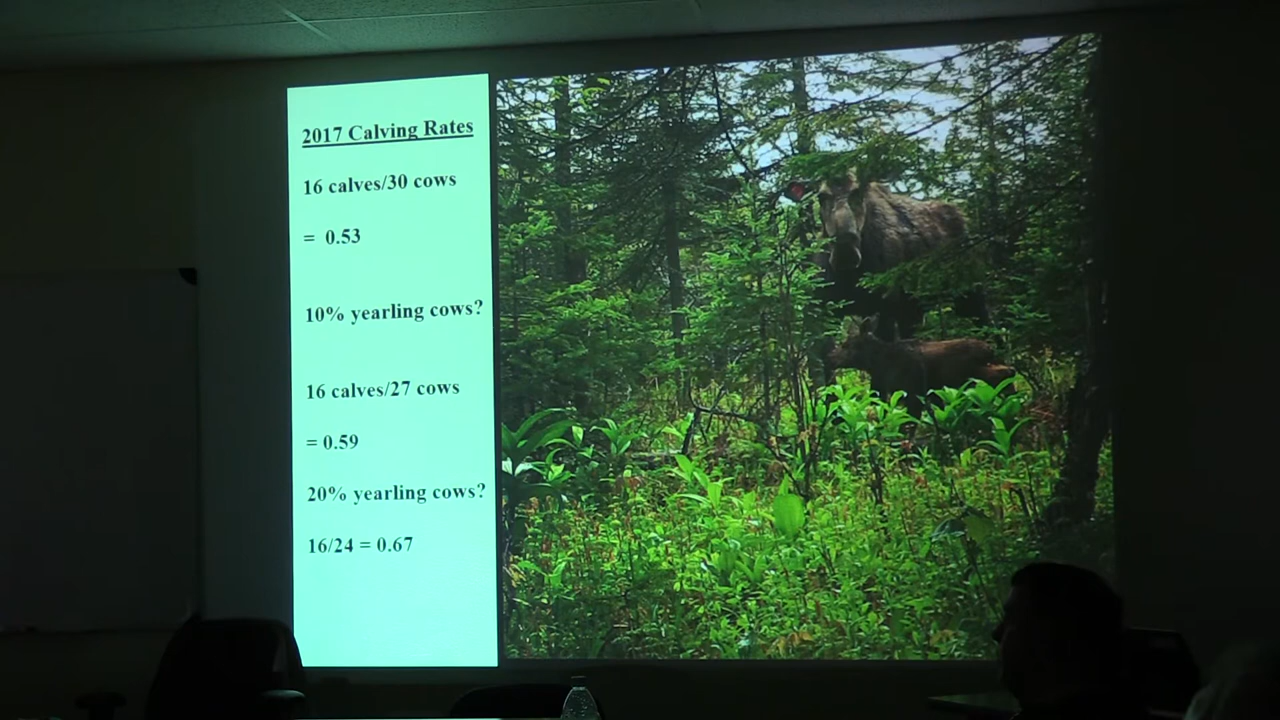 2017 Calving Rates
16 calves/30 cows
= 0.53
10% yearling cows?
16 calves/27 cows
= 0.59
20% yearling cows?
16/24 = 0.67